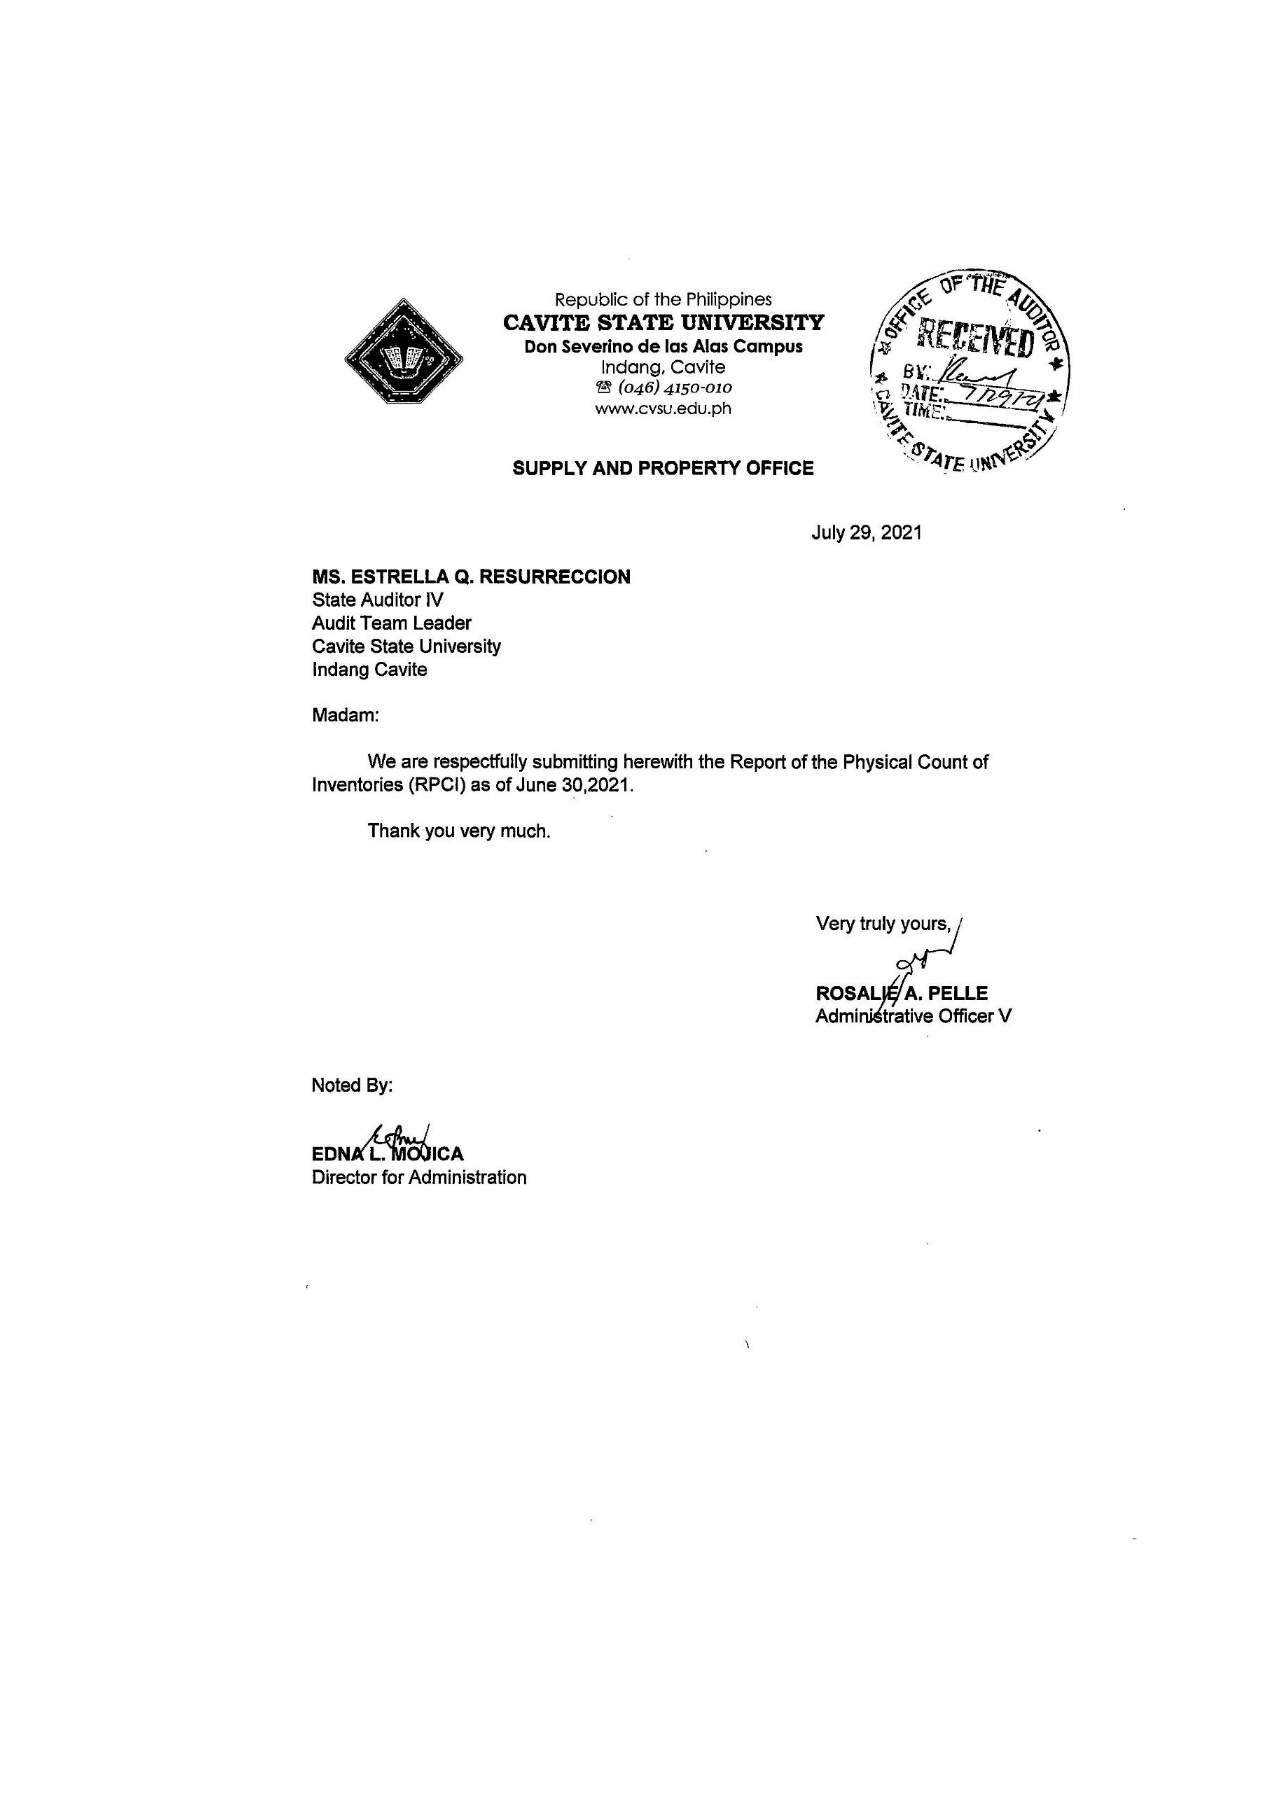 Republic of the Philippines
CAVITE STATE UNIVERSITY
Don Severino de las Alas Campus
Indang, Cavite
☎ (046) 4150-010
www.cvsu.edu.ph
★ OFFICE OF THE AUDITOR ★
RECEIVED
BY:
DATE: 7/29/21
TIME:
★ CAVITE STATE UNIVERSITY ★
SUPPLY AND PROPERTY OFFICE
July 29, 2021
MS. ESTRELLA Q. RESURRECCION
State Auditor IV
Audit Team Leader
Cavite State University
Indang Cavite
Madam:
We are respectfully submitting herewith the Report of the Physical Count of
Inventories (RPCI) as of June 30,2021.
Thank you very much.
Very truly yours,
ROSALIE A. PELLE
Administrative Officer V
Noted By:
EDNA L. MOJICA
Director for Administration